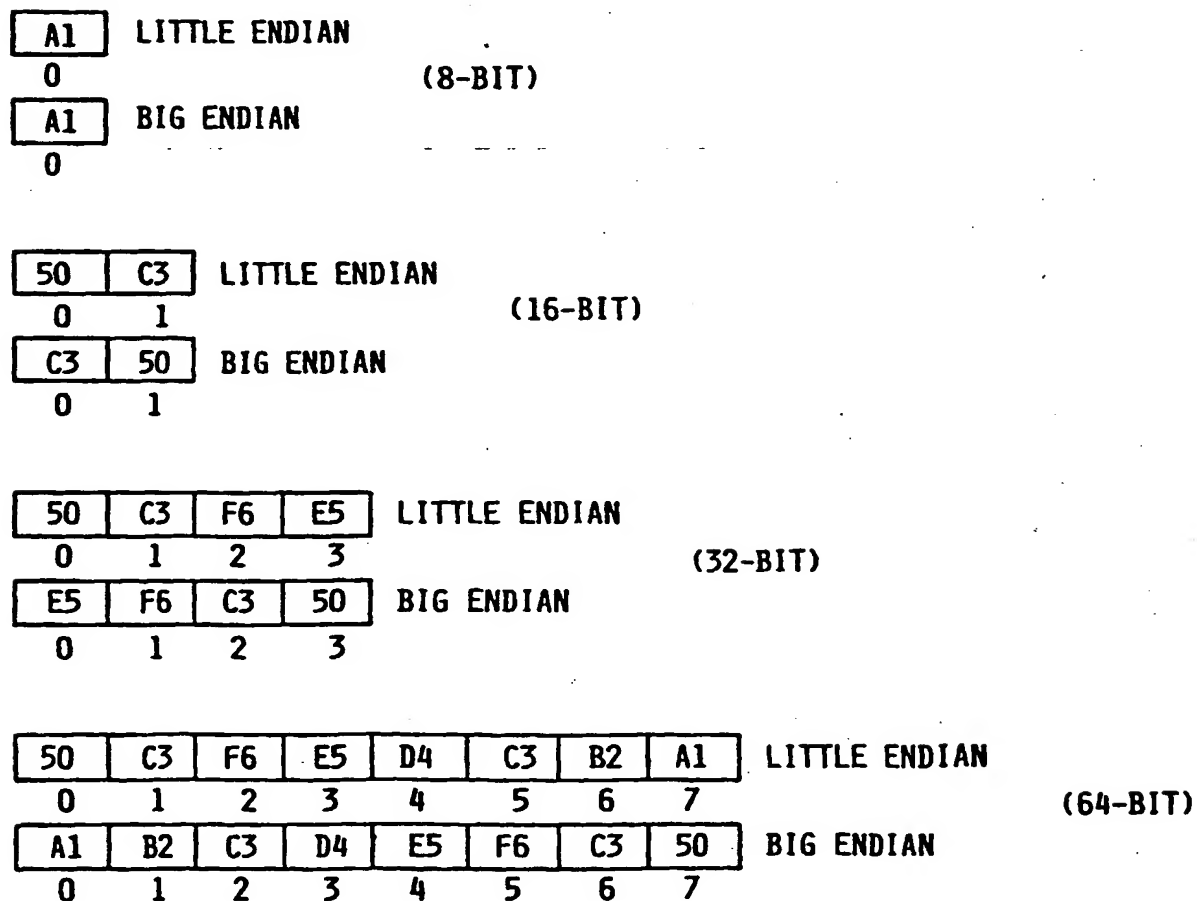 A1 LITTLE ENDIAN
0 (8-BIT)
A1 BIG ENDIAN
0
50 C3 LITTLE ENDIAN
0 1 (16-BIT)
C3 50 BIG ENDIAN
0 1
50 C3 F6 E5 LITTLE ENDIAN
0 1 2 3 (32-BIT)
E5 F6 C3 50 BIG ENDIAN
0 1 2 3
50 C3 F6 E5 D4 C3 B2 A1 LITTLE ENDIAN
0 1 2 3 4 5 6 7 (64-BIT)
A1 B2 C3 D4 E5 F6 C3 50 BIG ENDIAN
0 1 2 3 4 5 6 7